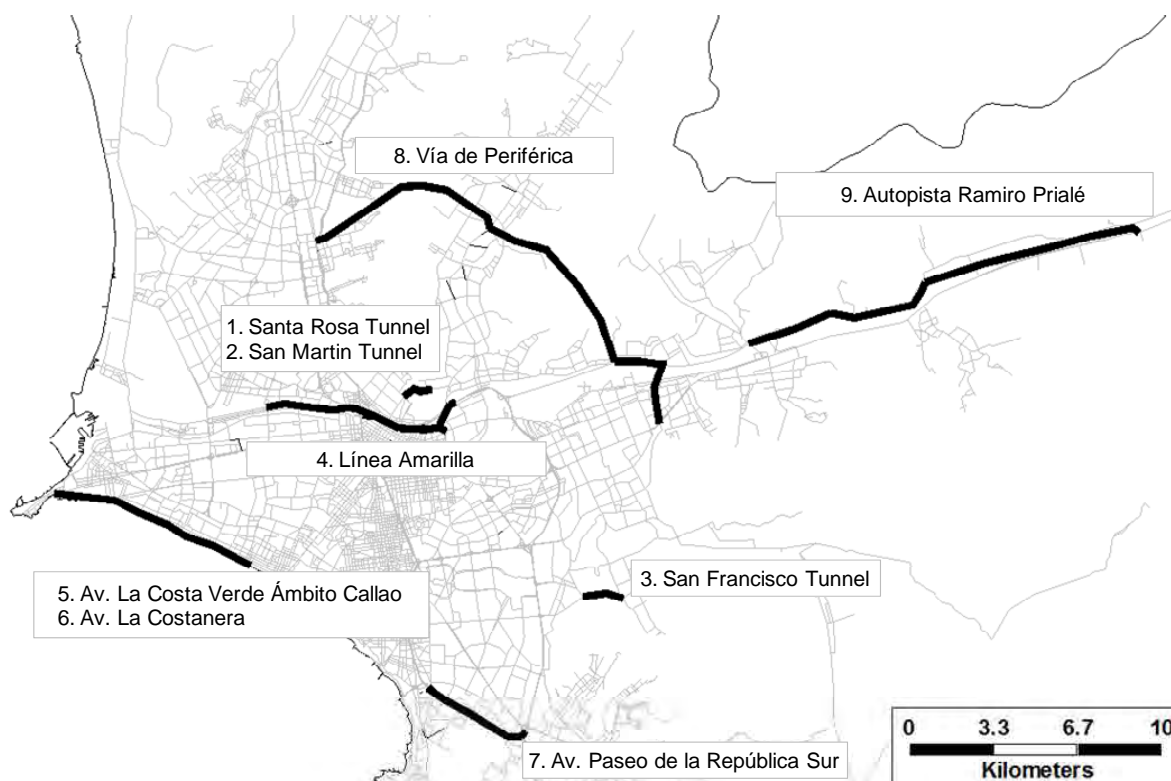 8. Vía de Periférica
9. Autopista Ramiro Prialé
1. Santa Rosa Tunnel
2. San Martin Tunnel
4. Línea Amarilla
3. San Francisco Tunnel
5. Av. La Costa Verde Ámbito Callao
6. Av. La Costanera
7. Av. Paseo de la República Sur
0 3.3 6.7 10
Kilometers